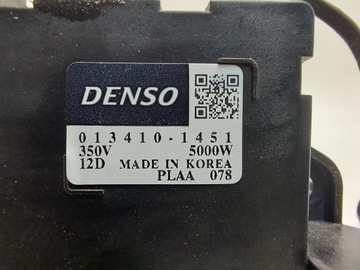 DENSO
013410-1451
350V 5000W
12D MADE IN KOREA
PLAA 078